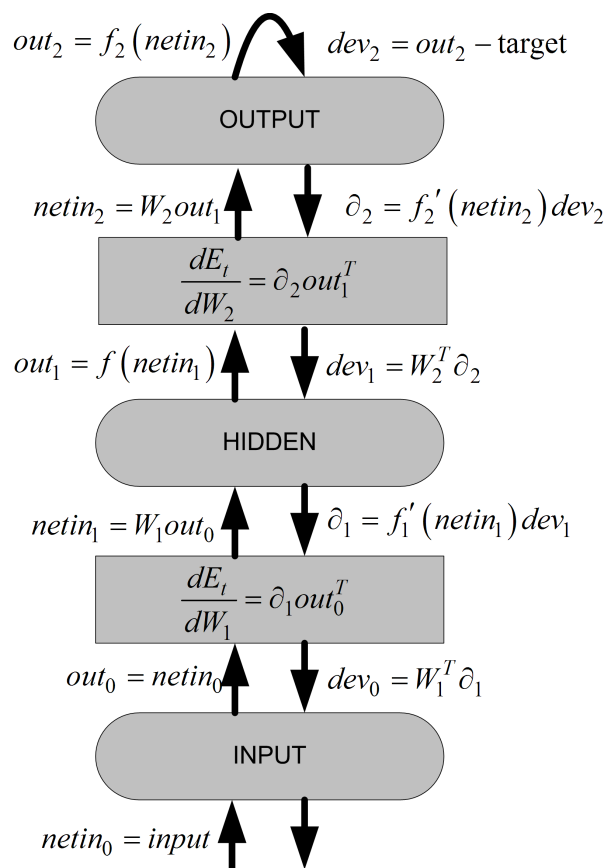 out₂ = f₂(netin₂) dev₂ = out₂ − target
OUTPUT
netin₂ = W₂out₁ ∂₂ = f₂′(netin₂)dev₂
dEₜ/dW₂ = ∂₂out₁ᵀ
out₁ = f(netin₁) dev₁ = W₂ᵀ∂₂
HIDDEN
netin₁ = W₁out₀ ∂₁ = f₁′(netin₁)dev₁
dEₜ/dW₁ = ∂₁out₀ᵀ
out₀ = netin₀ dev₀ = W₁ᵀ∂₁
INPUT
netin₀ = input